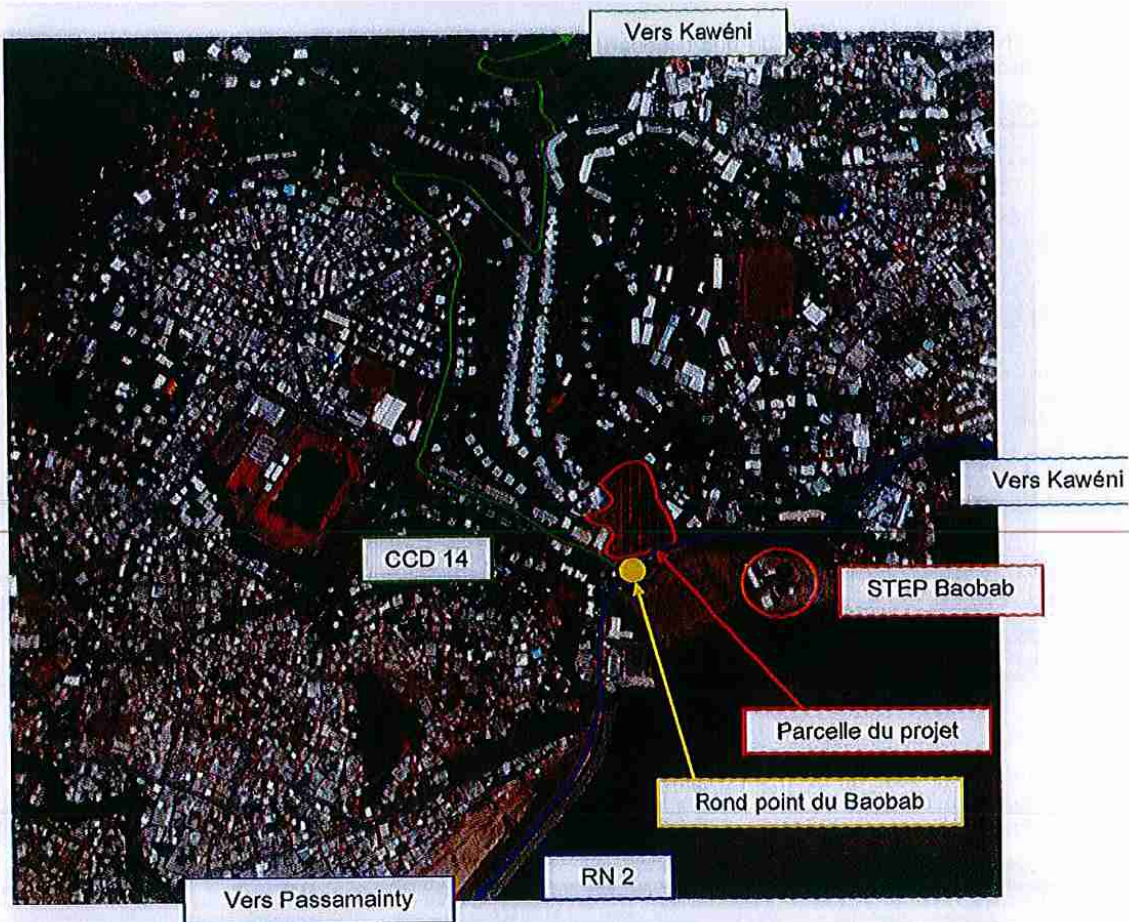 Vers Kawéni
Vers Kawéni
CCD 14
STEP Baobab
Parcelle du projet
Rond point du Baobab
RN 2
Vers Passamainty